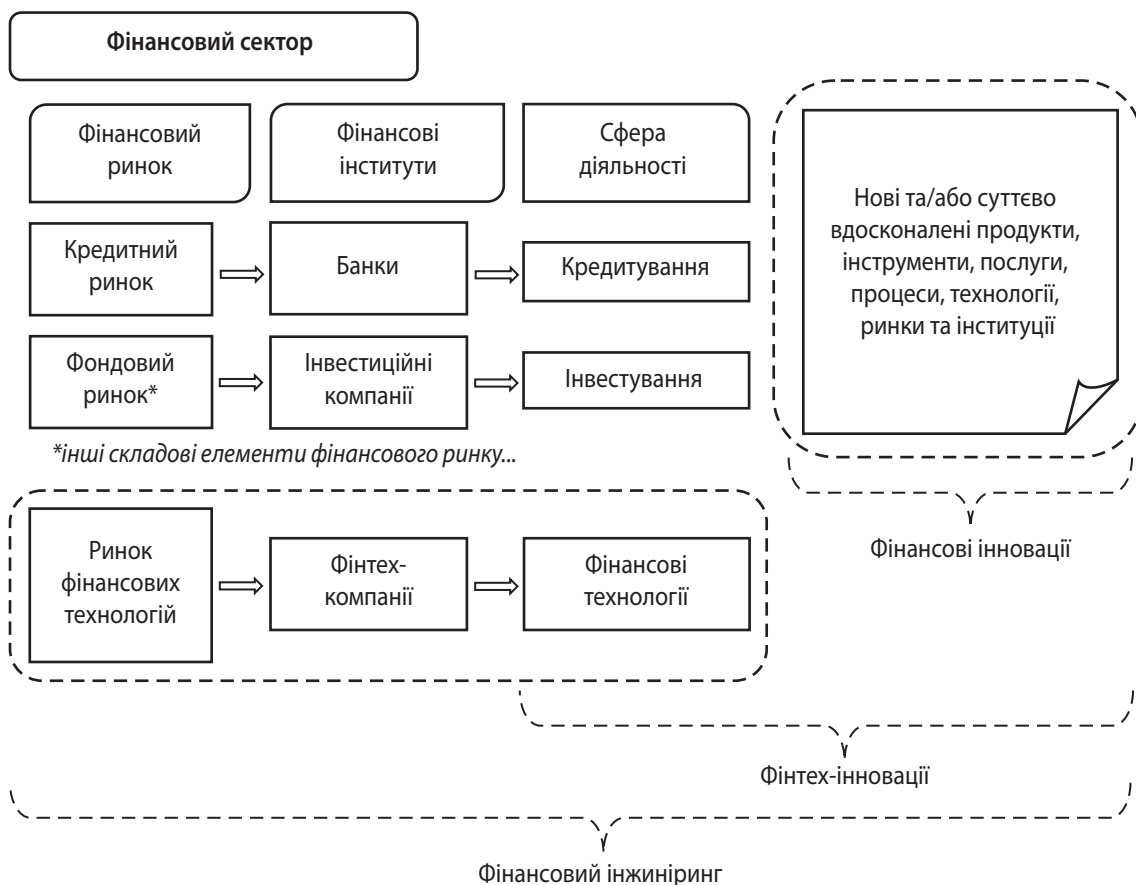 Фінансовий сектор
Фінансовий
ринок
Фінансові
інститути
Сфера
діяльності
Кредитний
ринок
Банки
Кредитування
Фондовий
ринок*
Інвестиційні
компанії
Інвестування
*інші складові елементи фінансового ринку...
Нові та/або суттєво
вдосконалені продукти,
інструменти, послуги,
процеси, технології,
ринки та інституції
Фінансові інновації
Ринок
фінансових
технологій
Фінтех-
компанії
Фінансові
технології
Фінтех-інновації
Фінансовий інжиніринг